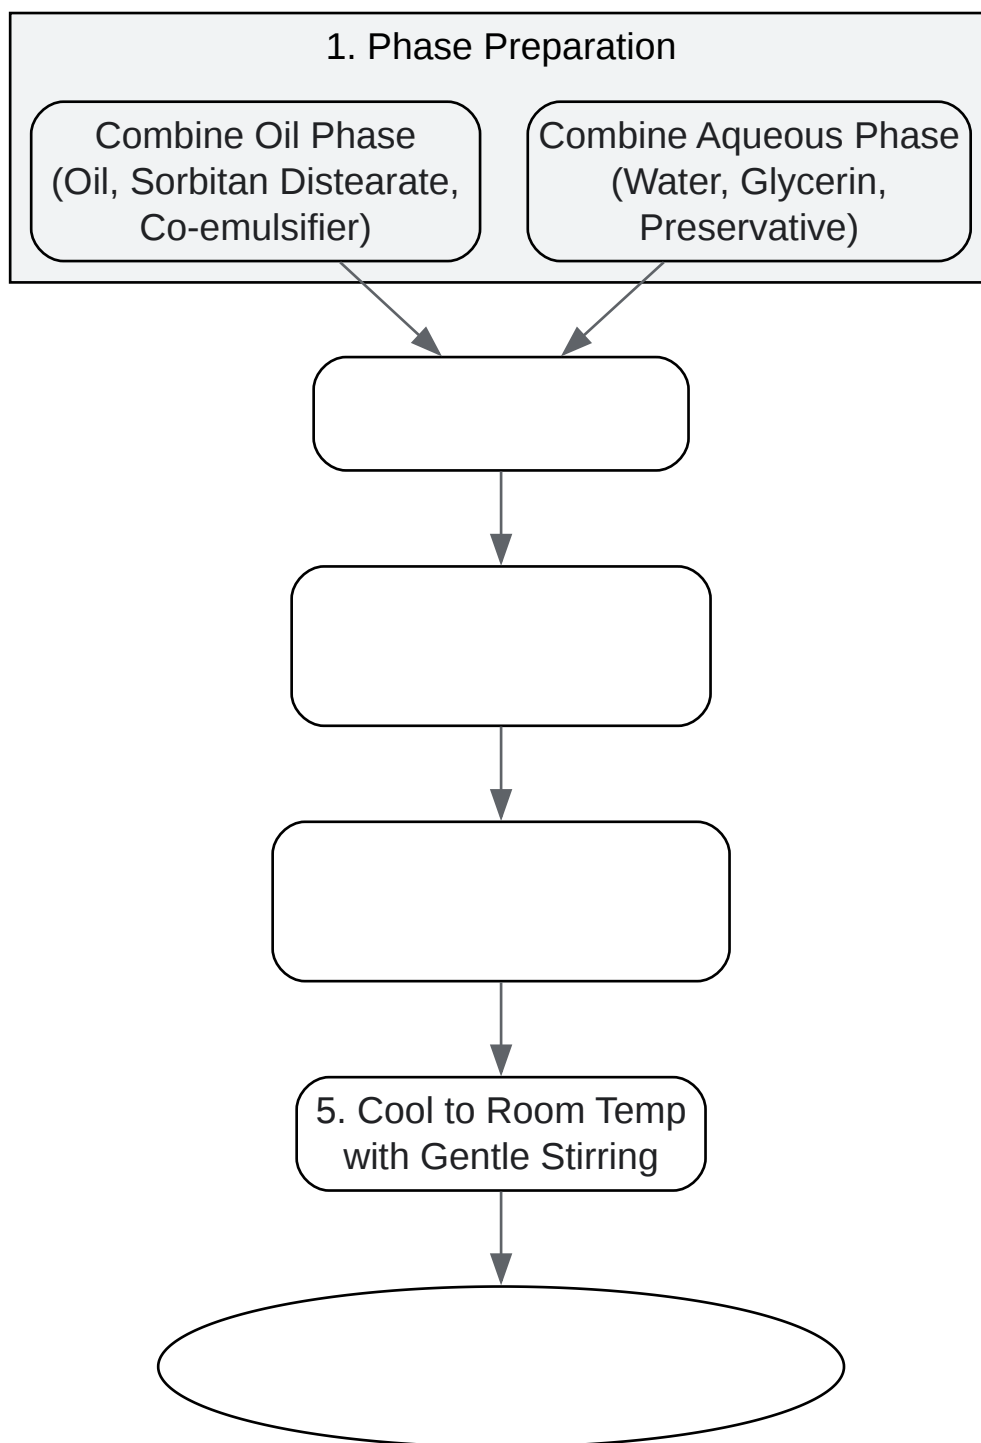 1. Phase Preparation
Combine Oil Phase
(Oil, Sorbitan Distearate,
Co-emulsifier)
Combine Aqueous Phase
(Water, Glycerin,
Preservative)
5. Cool to Room Temp
with Gentle Stirring